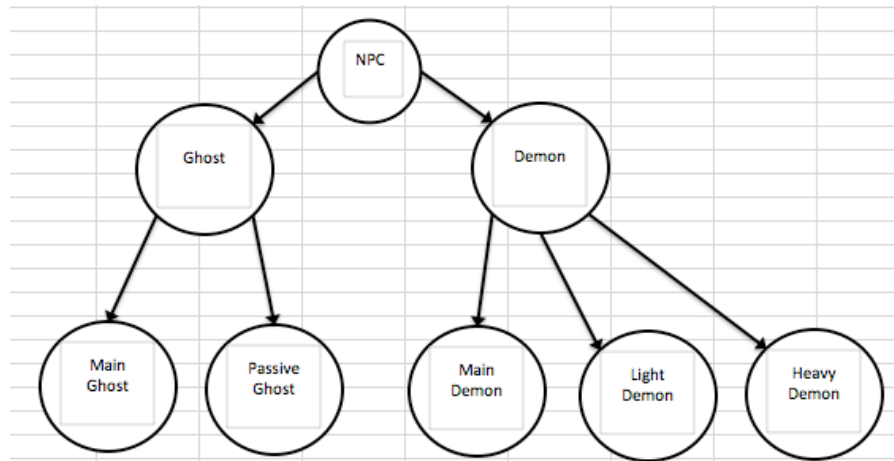 NPC
Ghost
Demon
Main
Ghost
Passive
Ghost
Main
Demon
Light
Demon
Heavy
Demon